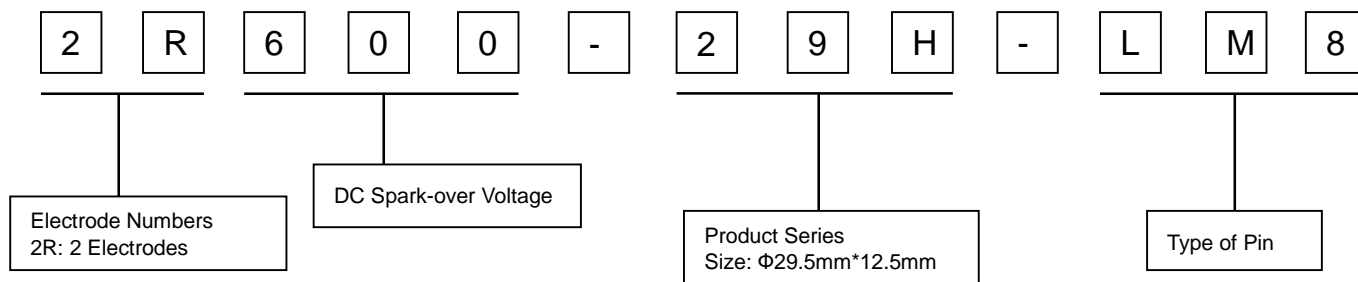 2 R 6 0 0 - 2 9 H - L M 8
DC Spark-over Voltage
Electrode Numbers
2R: 2 Electrodes
Product Series
Size: Φ29.5mm*12.5mm
Type of Pin